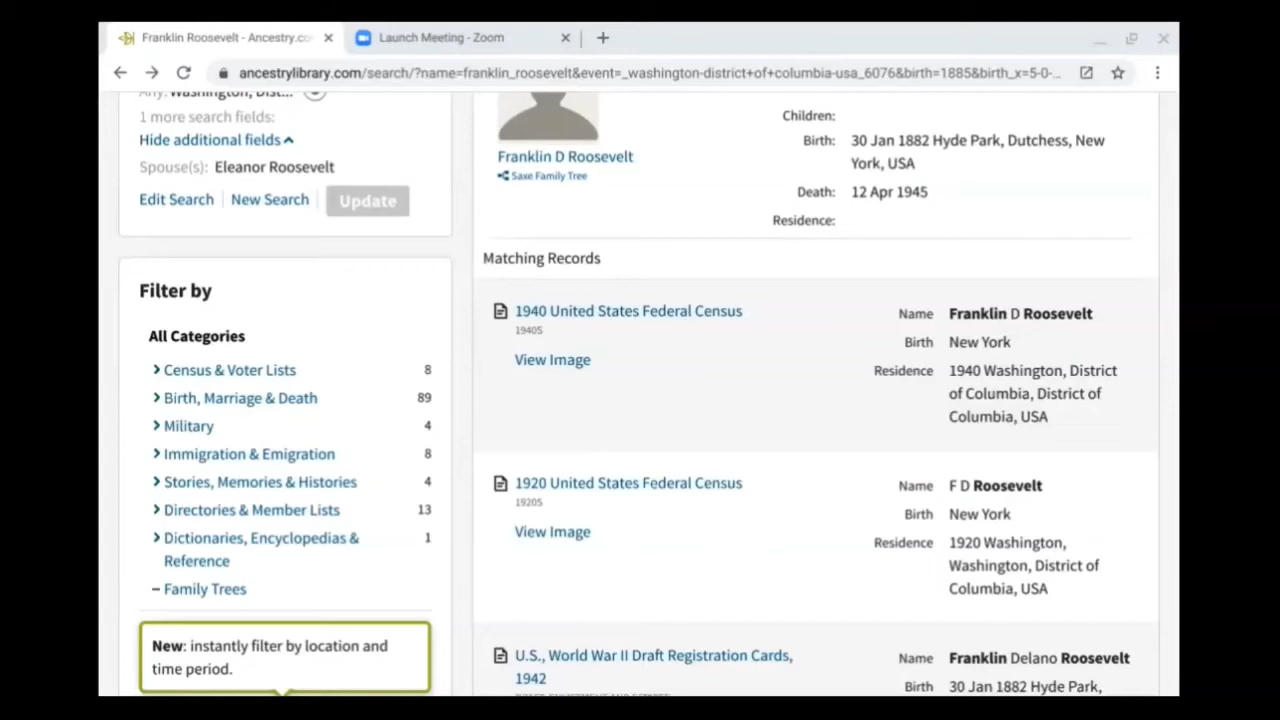 Franklin Roosevelt - Ancestry.co
Launch Meeting - Zoom
ancestrylibrary.com/search/?name=franklin_roosevelt&event=_washington-district+of+columbia-usa_6076&birth=1885&birth_x=5-0-...
Any: Washington, Dist...
1 more search fields:
Hide additional fields
Spouse(s): Eleanor Roosevelt
Edit Search New Search Update
Filter by
All Categories
Census & Voter Lists 8
Birth, Marriage & Death 89
Military 4
Immigration & Emigration 8
Stories, Memories & Histories 4
Directories & Member Lists 13
Dictionaries, Encyclopedias & 1
Reference
Family Trees
New: instantly filter by location and
time period.
Franklin D Roosevelt
Saxe Family Tree
Children:
Birth: 30 Jan 1882 Hyde Park, Dutchess, New
York, USA
Death: 12 Apr 1945
Residence:
Matching Records
1940 United States Federal Census
1940S
View Image
Name Franklin D Roosevelt
Birth New York
Residence 1940 Washington, District
of Columbia, District of
Columbia, USA
1920 United States Federal Census
1920S
View Image
Name F D Roosevelt
Birth New York
Residence 1920 Washington,
Washington, District of
Columbia, USA
U.S., World War II Draft Registration Cards,
1942
Name Franklin Delano Roosevelt
Birth 30 Jan 1882 Hyde Park,